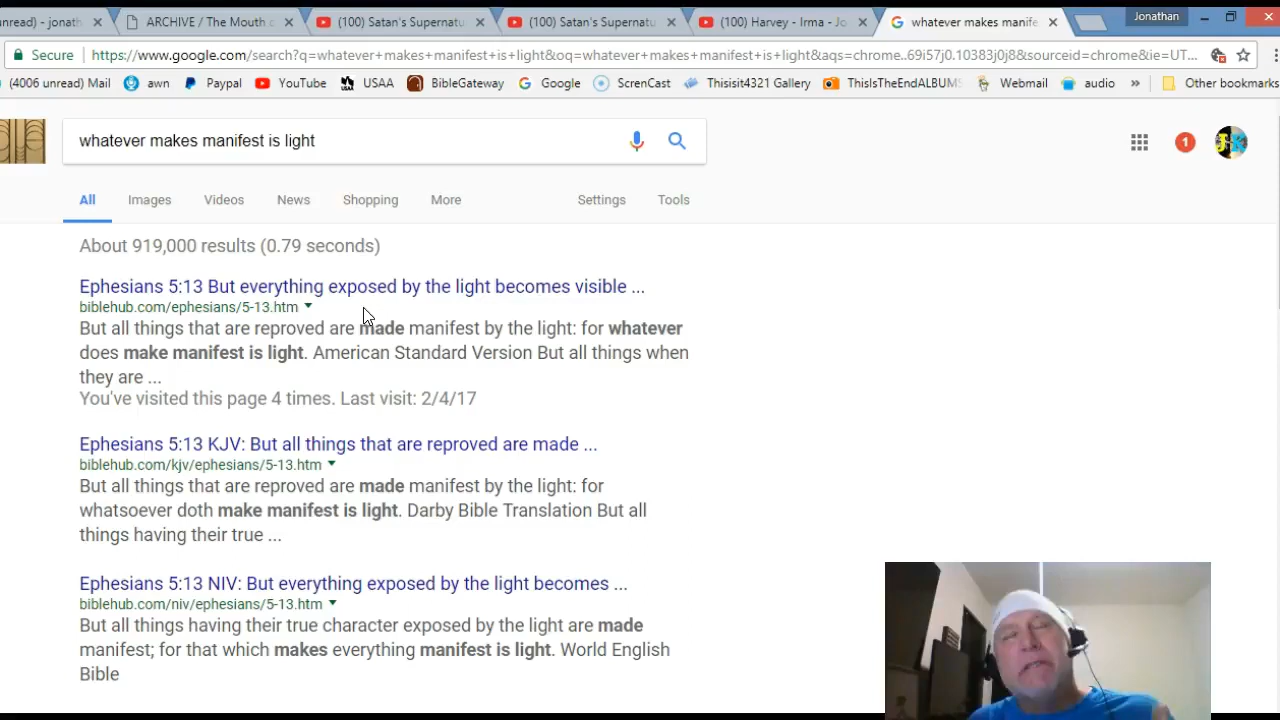 nread) - jonath
ARCHIVE / The Mouth o
(100) Satan's Supernatu
(100) Satan's Supernatu
(100) Harvey - Irma - Jo
whatever makes manife
Jonathan
Secure
https://www.google.com/search?q=whatever+makes+manifest+is+light&oq=whatever+makes+manifest+is+light&aqs=chrome..69i57j0.10383j0j8&sourceid=chrome&ie=UT...
(4006 unread) Mail
awn
Paypal
YouTube
USAA
BibleGateway
Google
ScrenCast
Thisisit4321 Gallery
ThisIsTheEndALBUMS
Webmail
audio
»
Other bookmarks
whatever makes manifest is light
1
All
Images
Videos
News
Shopping
More
Settings
Tools
About 919,000 results (0.79 seconds)
Ephesians 5:13 But everything exposed by the light becomes visible ...
biblehub.com/ephesians/5-13.htm
But all things that are reproved are made manifest by the light: for whatever
does make manifest is light. American Standard Version But all things when
they are ...
You've visited this page 4 times. Last visit: 2/4/17
Ephesians 5:13 KJV: But all things that are reproved are made ...
biblehub.com/kjv/ephesians/5-13.htm
But all things that are reproved are made manifest by the light: for
whatsoever doth make manifest is light. Darby Bible Translation But all
things having their true ...
Ephesians 5:13 NIV: But everything exposed by the light becomes ...
biblehub.com/niv/ephesians/5-13.htm
But all things having their true character exposed by the light are made
manifest; for that which makes everything manifest is light. World English
Bible